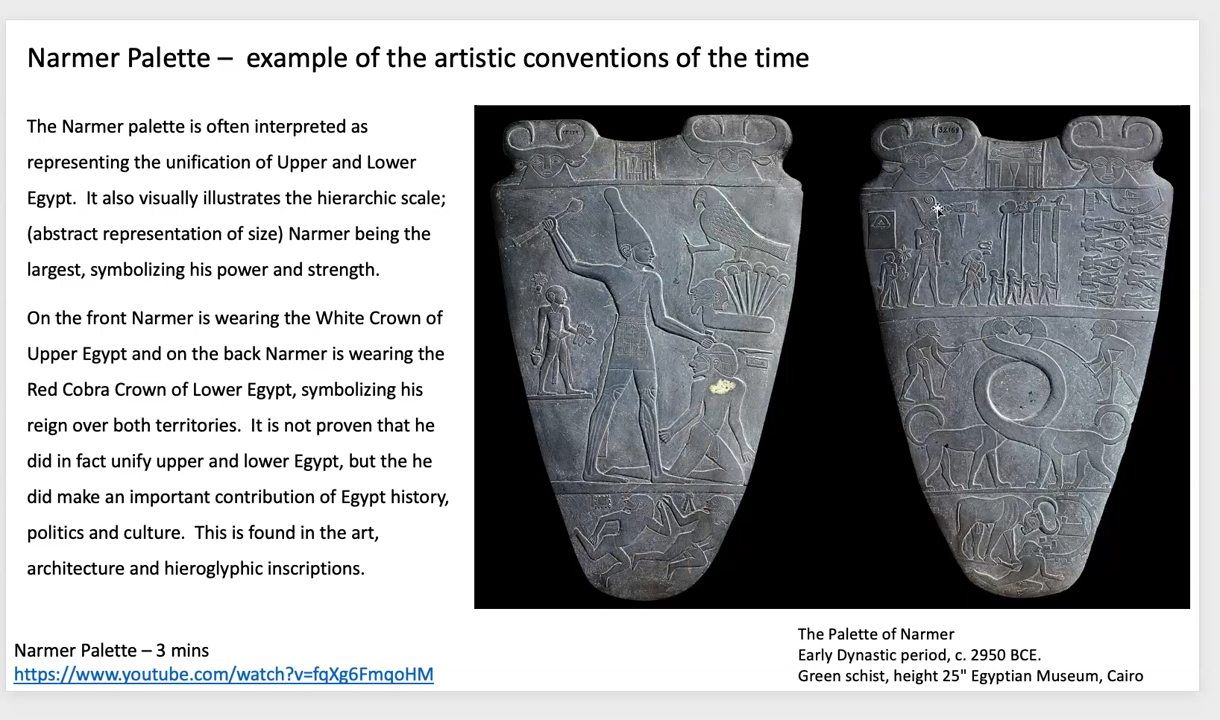 Narmer Palette – example of the artistic conventions of the time
The Narmer palette is often interpreted as
representing the unification of Upper and Lower
Egypt. It also visually illustrates the hierarchic scale;
(abstract representation of size) Narmer being the
largest, symbolizing his power and strength.
On the front Narmer is wearing the White Crown of
Upper Egypt and on the back Narmer is wearing the
Red Cobra Crown of Lower Egypt, symbolizing his
reign over both territories. It is not proven that he
did in fact unify upper and lower Egypt, but the he
did make an important contribution of Egypt history,
politics and culture. This is found in the art,
architecture and hieroglyphic inscriptions.
Narmer Palette – 3 mins
https://www.youtube.com/watch?v=fqXg6FmqoHM
The Palette of Narmer
Early Dynastic period, c. 2950 BCE.
Green schist, height 25" Egyptian Museum, Cairo